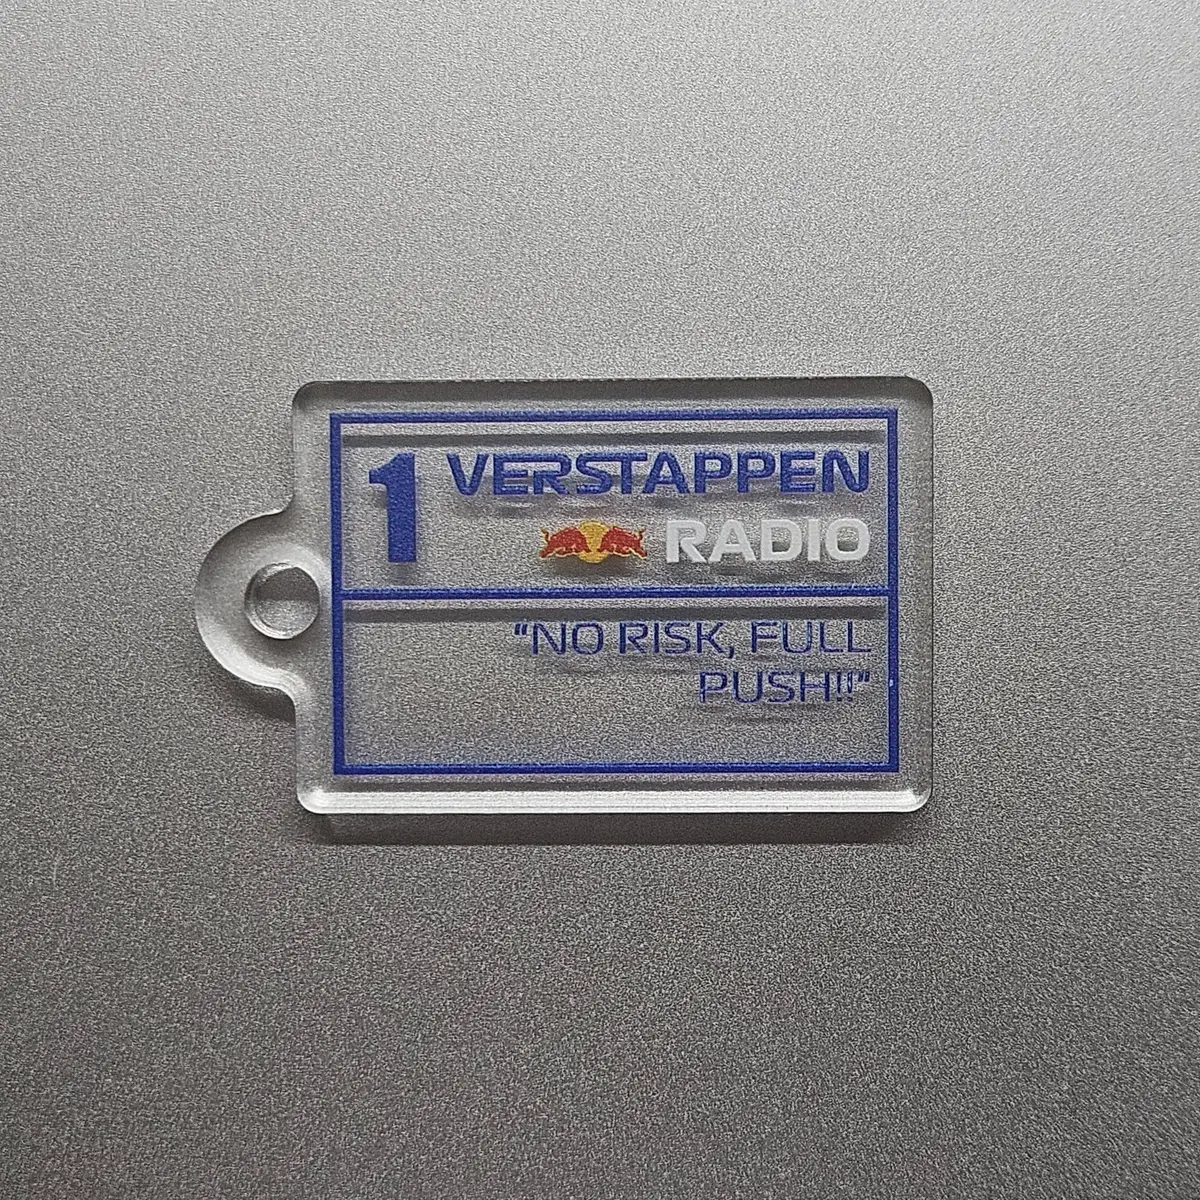 1 VERSTAPPEN
RADIO
"NO RISK, FULL
PUSH!!"